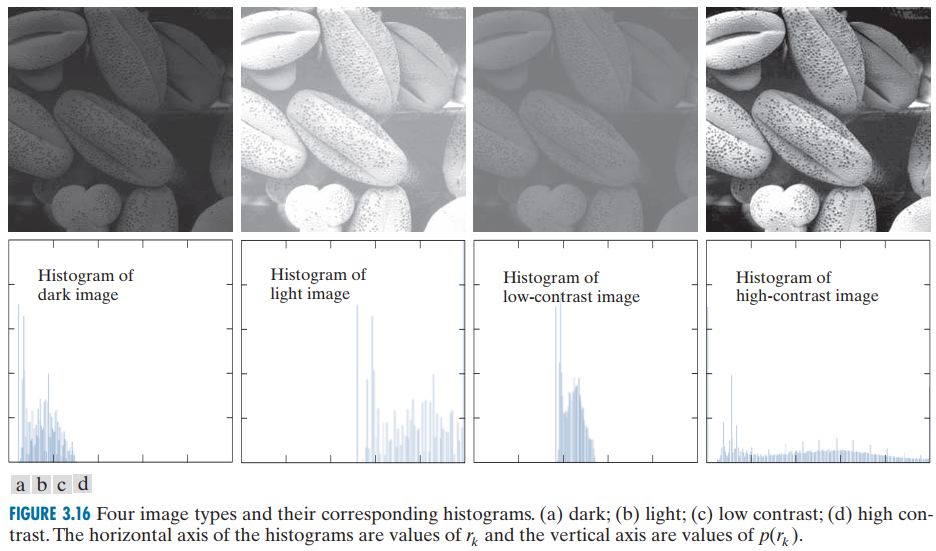 Histogram of
dark image
Histogram of
light image
Histogram of
low-contrast image
Histogram of
high-contrast image
a b c d
FIGURE 3.16 Four image types and their corresponding histograms. (a) dark; (b) light; (c) low contrast; (d) high con-
trast. The horizontal axis of the histograms are values of rₖ and the vertical axis are values of p(rₖ).